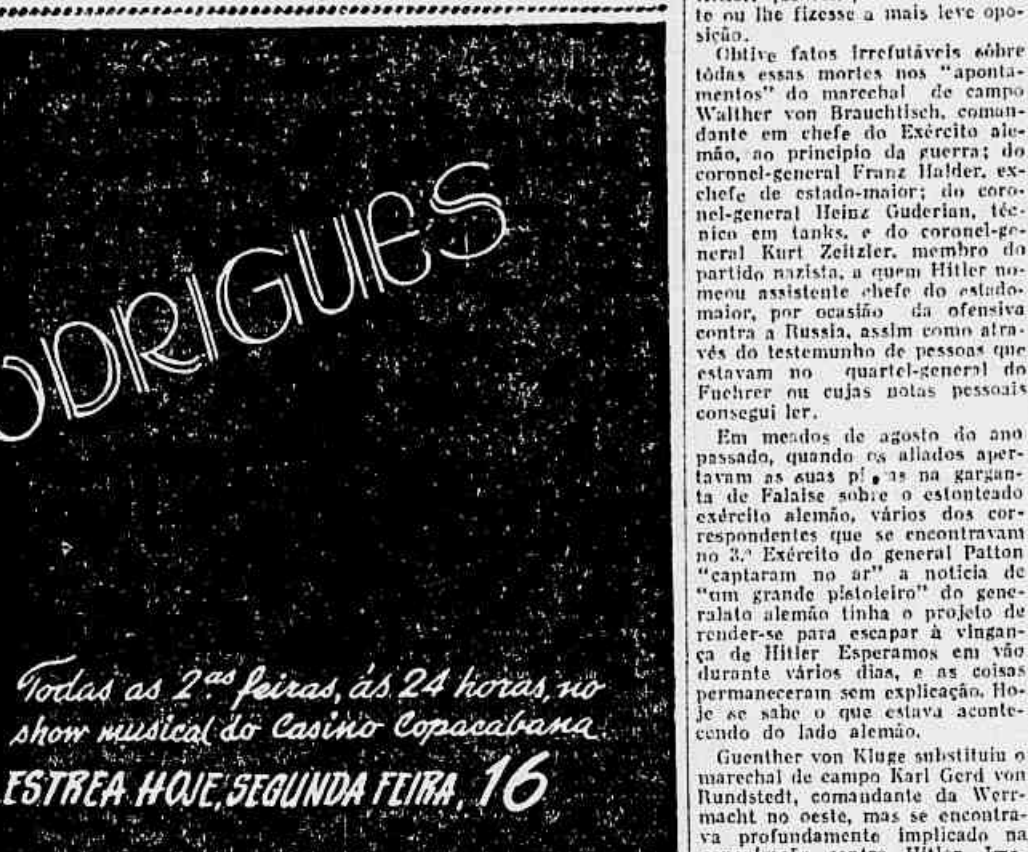 ODRIGUES
Todas as 2.as feiras, ás 24 horas, no
show musical do Casino Copacabana.
ESTREA HOJE, SEGUNDA FEIRA, 16
te ou lhe fizesse a mais leve opo-
sição.
Obtive fatos irrefutáveis sôbre
tôdas essas mortes nos "aponta-
mentos" do marechal de campo
Walther von Brauchtisch, coman-
dante em chefe do Exército ale-
mão, ao principio da guerra; do
coronel-general Franz Halder, ex-
chefe de estado-maior; do coro-
nel-general Heinz Guderian, téc-
nico em tanks, e do coronel-ge-
neral Kurt Zeitzler, membro do
partido nazista, a quem Hitler no-
meou assistente chefe do estado-
maior, por ocasião da ofensiva
contra a Russia, assim como atra-
vés do testemunho de pessoas que
estavam no quartel-general do
Fuehrer ou cujas notas pessoais
consegui ler.
Em meados de agosto do ano
passado, quando os aliados aper-
tavam as suas na gargan-
ta de Falaise sobre o estonteado
exército alemão, vários dos cor-
respondentes que se encontravam
no 3.º Exército do general Patton
"captaram no ar" a noticia de
"um grande pistoleiro" do gene-
ralato alemão tinha o projeto de
render-se para escapar à vingan-
ça de Hitler Esperamos em vão
durante vários dias, e as coisas
permaneceram sem explicação. Ho-
je se sabe o que estava aconte-
cendo do lado alemão.
Guenther von Kluge substituiu o
marechal de campo Karl Gerd von
Rundstedt, comandante da Werr-
macht no oeste, mas se encontra-
va profundamente implicado na